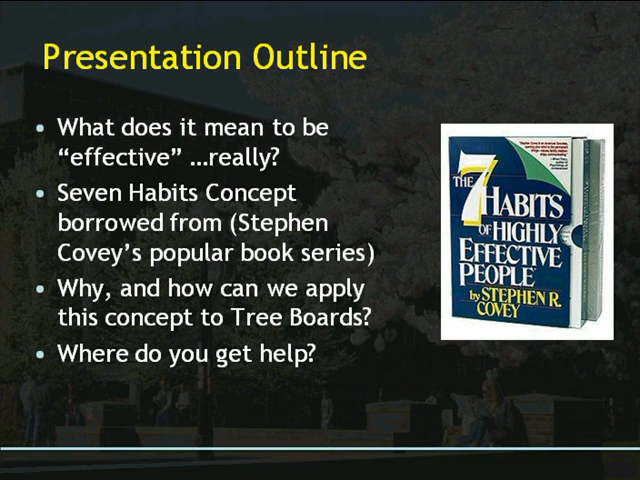 Presentation Outline
• What does it mean to be
“effective” …really?
• Seven Habits Concept
borrowed from (Stephen
Covey’s popular book series)
• Why, and how can we apply
this concept to Tree Boards?
• Where do you get help?
THE 7 HABITS
OF HIGHLY
EFFECTIVE
PEOPLE
by STEPHEN R.
COVEY